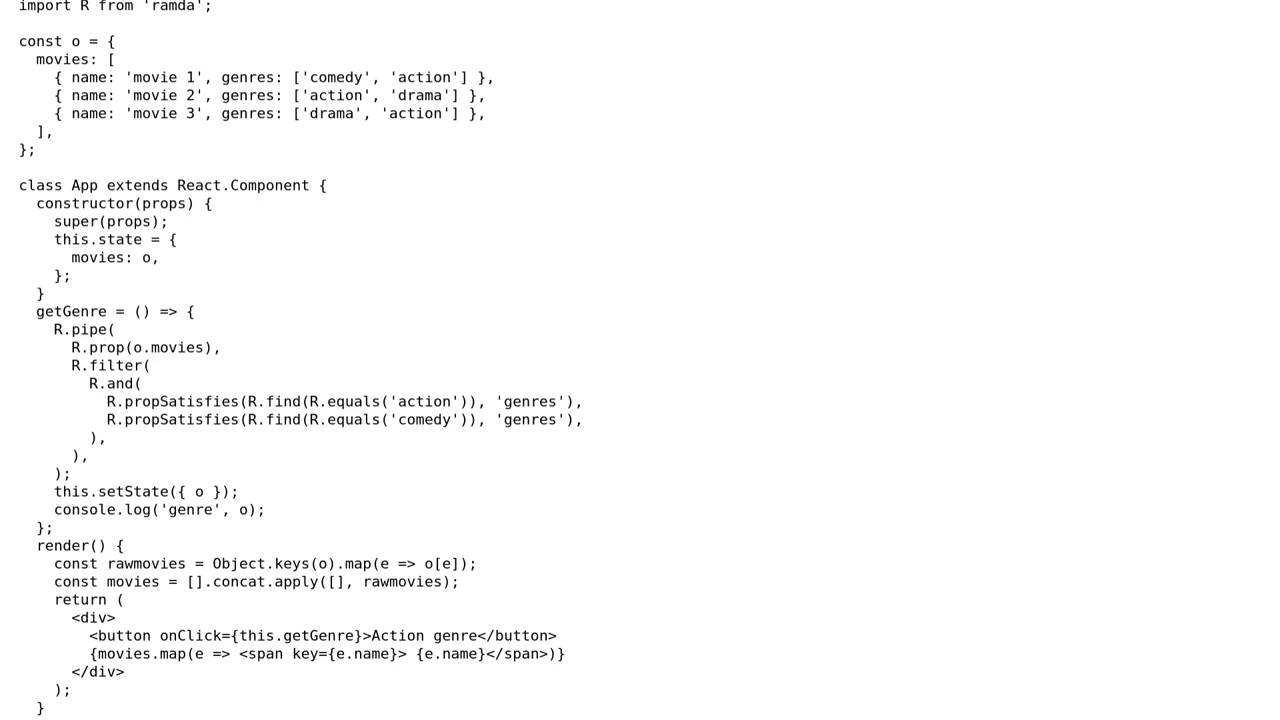 import R from 'ramda';

const o = {
  movies: [
    { name: 'movie 1', genres: ['comedy', 'action'] },
    { name: 'movie 2', genres: ['action', 'drama'] },
    { name: 'movie 3', genres: ['drama', 'action'] },
  ],
};

class App extends React.Component {
  constructor(props) {
    super(props);
    this.state = {
      movies: o,
    };
  }
  getGenre = () => {
    R.pipe(
      R.prop(o.movies),
      R.filter(
        R.and(
          R.propSatisfies(R.find(R.equals('action')), 'genres'),
          R.propSatisfies(R.find(R.equals('comedy')), 'genres'),
        ),
      ),
    );
    this.setState({ o });
    console.log('genre', o);
  };
  render() {
    const rawmovies = Object.keys(o).map(e => o[e]);
    const movies = [].concat.apply([], rawmovies);
    return (
      <div>
        <button onClick={this.getGenre}>Action genre</button>
        {movies.map(e => <span key={e.name}> {e.name}</span>)}
      </div>
    );
  }